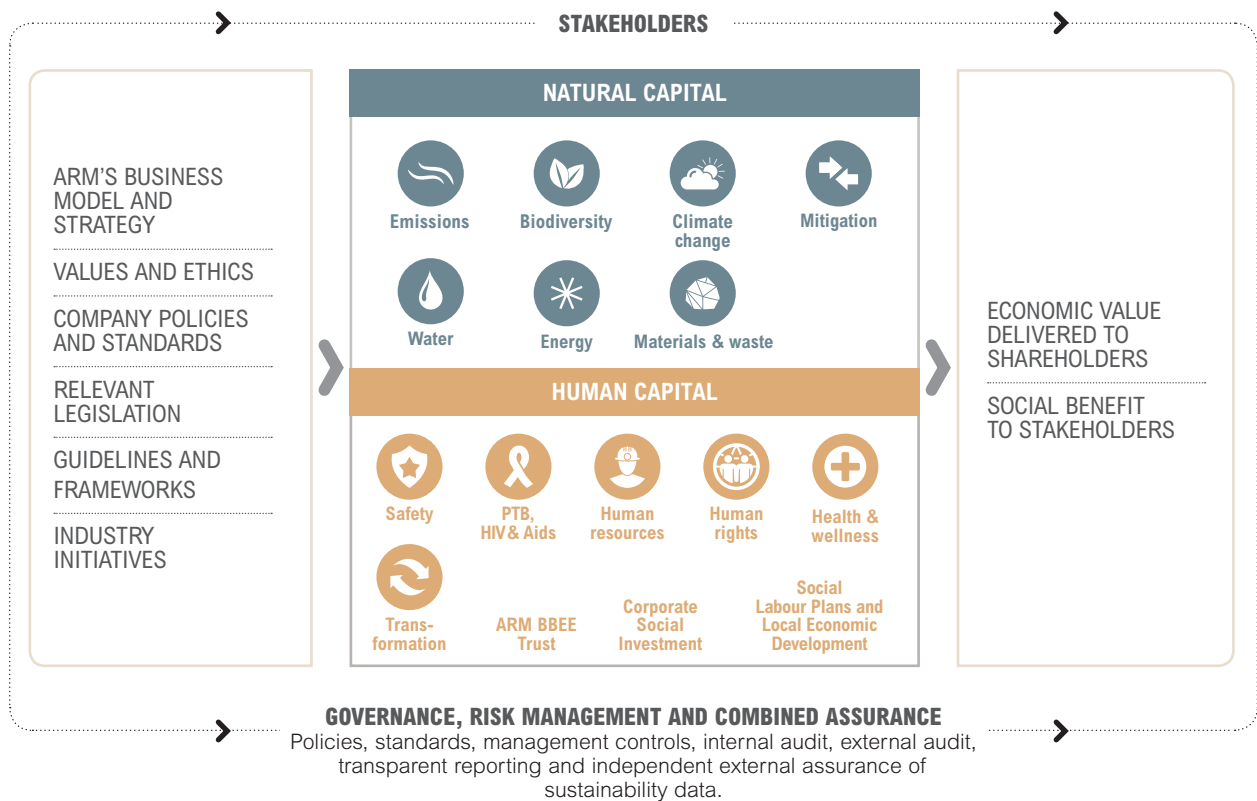 STAKEHOLDERS
ARM'S BUSINESS
MODEL AND
STRATEGY
VALUES AND ETHICS
COMPANY POLICIES
AND STANDARDS
RELEVANT
LEGISLATION
GUIDELINES AND
FRAMEWORKS
INDUSTRY
INITIATIVES
NATURAL CAPITAL
Emissions
Biodiversity
Climate
change
Mitigation
Water
Energy
Materials & waste
HUMAN CAPITAL
Safety
PTB,
HIV & Aids
Human
resources
Human
rights
Health &
wellness
Trans-
formation
ARM BBEE
Trust
Corporate
Social
Investment
Social
Labour Plans and
Local Economic
Development
ECONOMIC VALUE
DELIVERED TO
SHAREHOLDERS
SOCIAL BENEFIT
TO STAKEHOLDERS
GOVERNANCE, RISK MANAGEMENT AND COMBINED ASSURANCE
Policies, standards, management controls, internal audit, external audit,
transparent reporting and independent external assurance of
sustainability data.